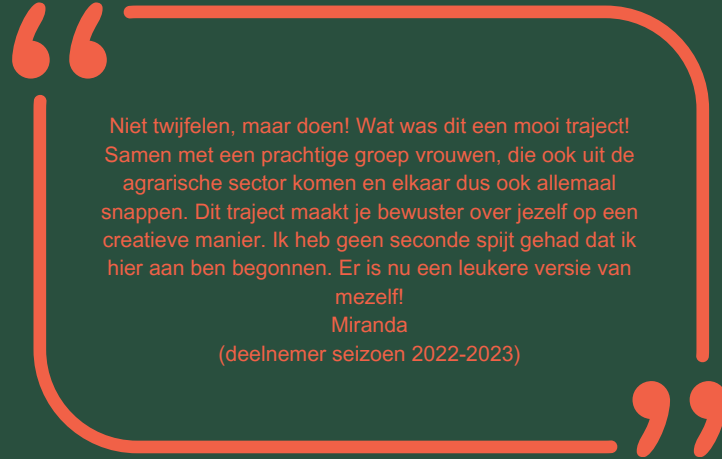 Niet twijfelen, maar doen! Wat was dit een mooi traject!
Samen met een prachtige groep vrouwen, die ook uit de
agrarische sector komen en elkaar dus ook allemaal
snappen. Dit traject maakt je bewuster over jezelf op een
creatieve manier. Ik heb geen seconde spijt gehad dat ik
hier aan ben begonnen. Er is nu een leukere versie van
mezelf!
Miranda
(deelnemer seizoen 2022-2023)